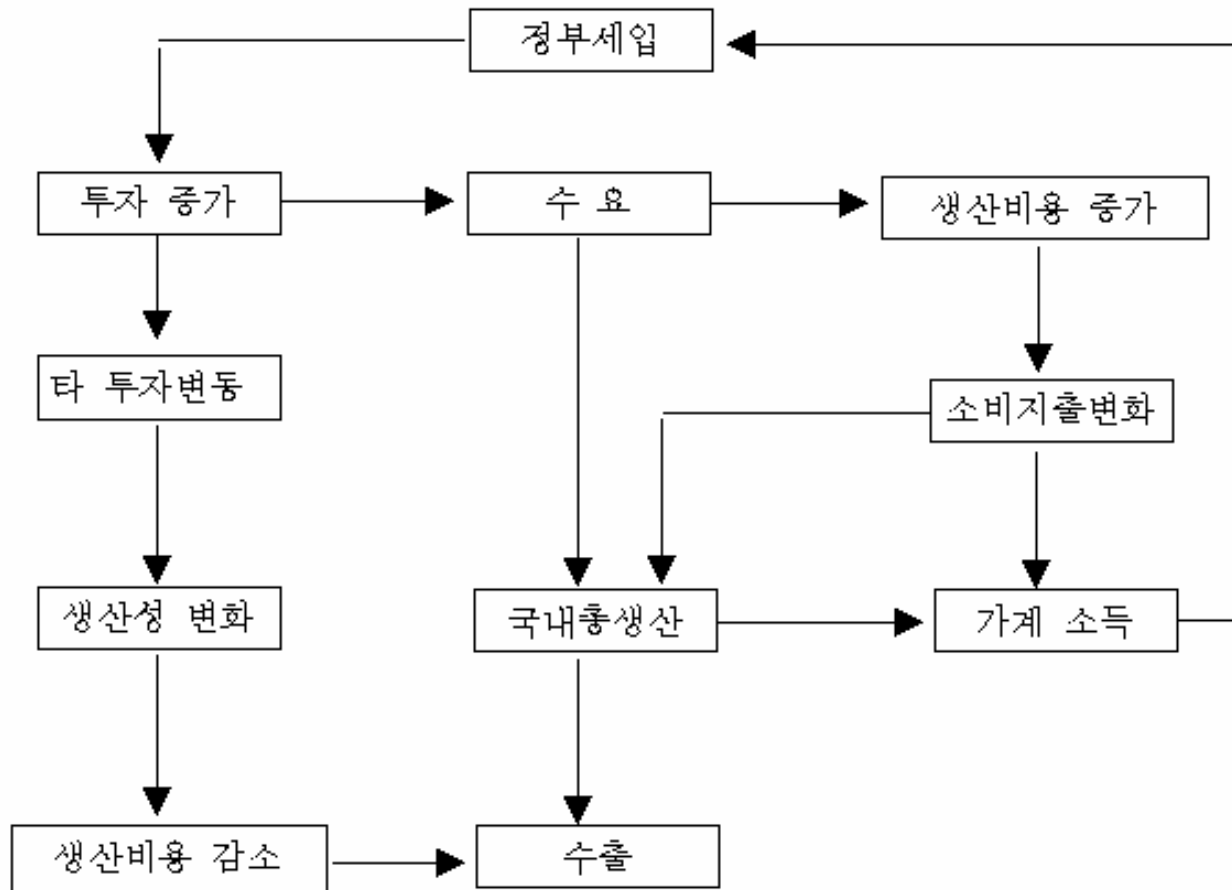 정부세입
투자 증가
수 요
생산비용 증가
타 투자변동
소비지출변화
생산성 변화
국내총생산
가계 소득
생산비용 감소
수출